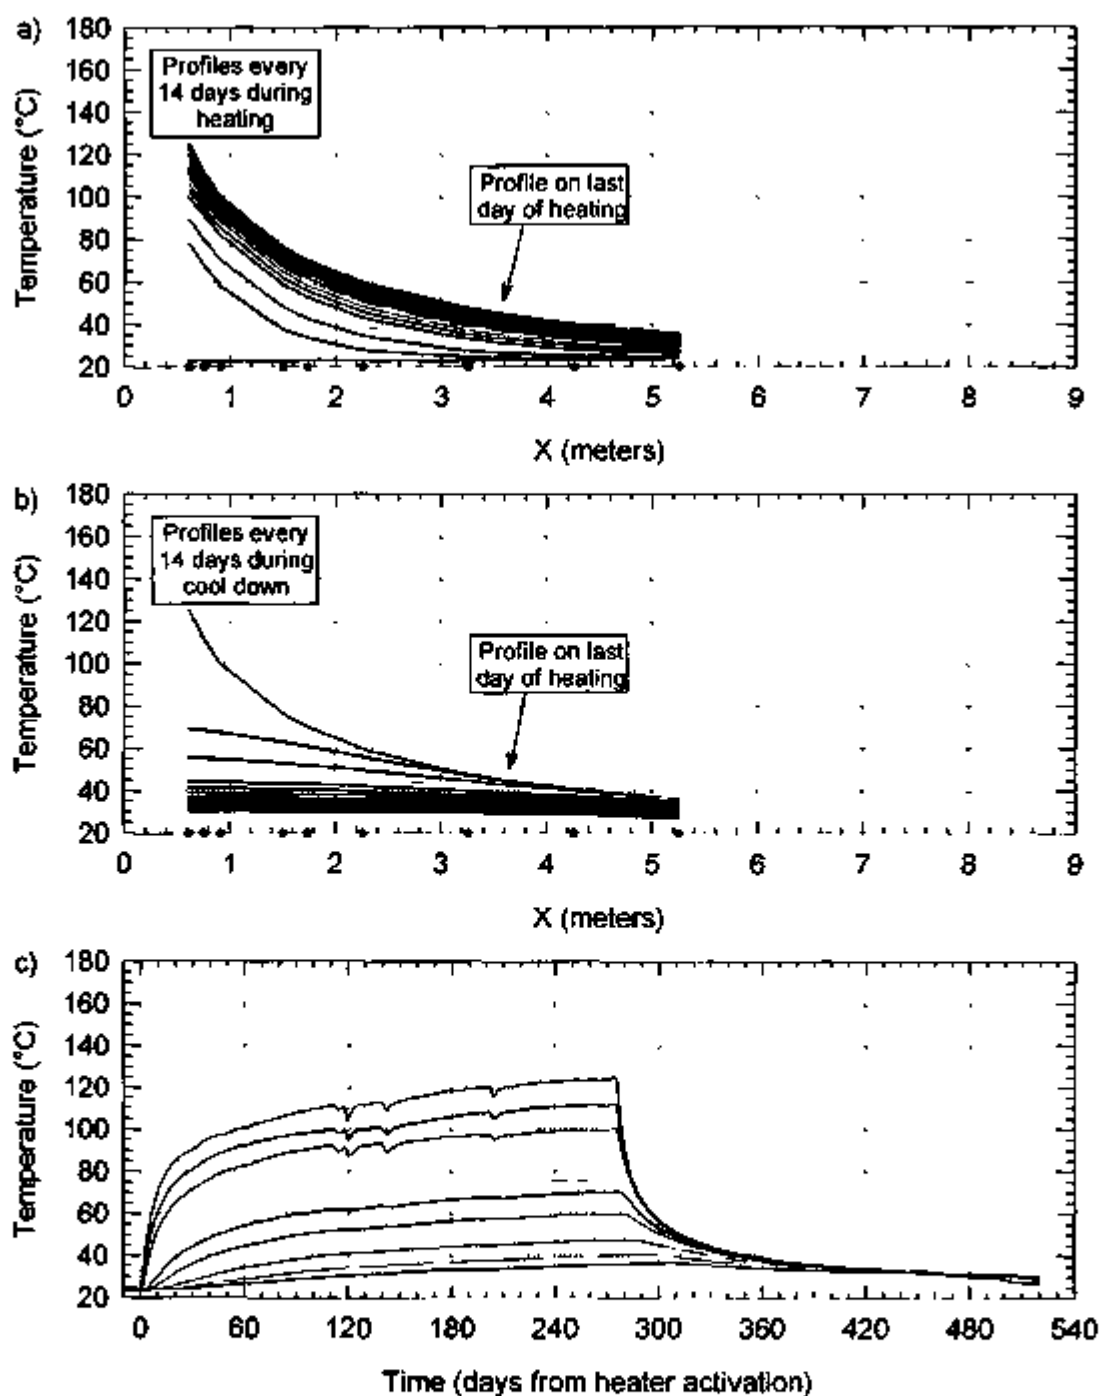 a)
180
160
140
120
100
80
60
40
20
Temperature (°C)
Profiles every
14 days during
heating
Profile on last
day of heating
0 1 2 3 4 5 6 7 8 9
X (meters)
b)
180
160
140
120
100
80
60
40
20
Temperature (°C)
Profiles every
14 days during
cool down
Profile on last
day of heating
0 1 2 3 4 5 6 7 8 9
X (meters)
c)
180
160
140
120
100
80
60
40
20
Temperature (°C)
0 60 120 180 240 300 360 420 480 540
Time (days from heater activation)